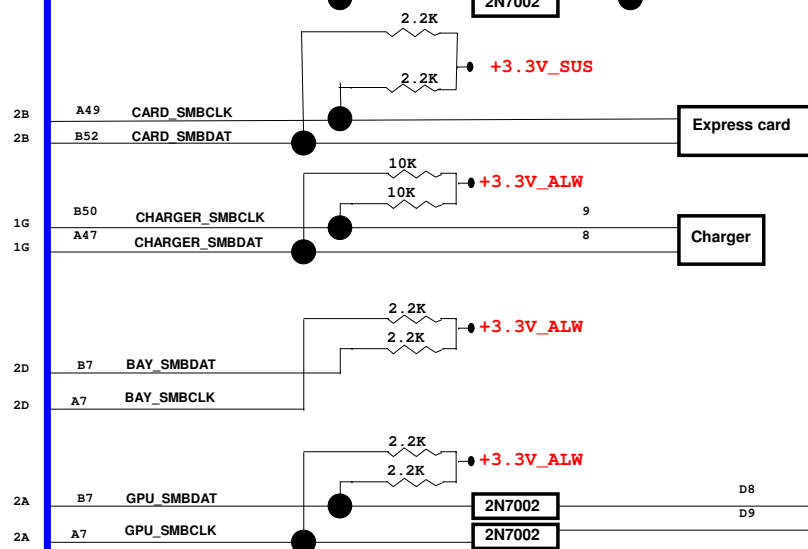 2N7002
2.2K
+3.3V_SUS
2.2K
2B A49 CARD_SMBCLK
Express card
2B B52 CARD_SMBDAT
10K
+3.3V_ALW
10K
1G B50 CHARGER_SMBCLK 9
Charger
1G A47 CHARGER_SMBDAT 8
2.2K
+3.3V_ALW
2.2K
2D B7 BAY_SMBDAT
2D A7 BAY_SMBCLK
2.2K
+3.3V_ALW
2.2K
2A B7 GPU_SMBDAT 2N7002 D8
D9
2A A7 GPU_SMBCLK 2N7002